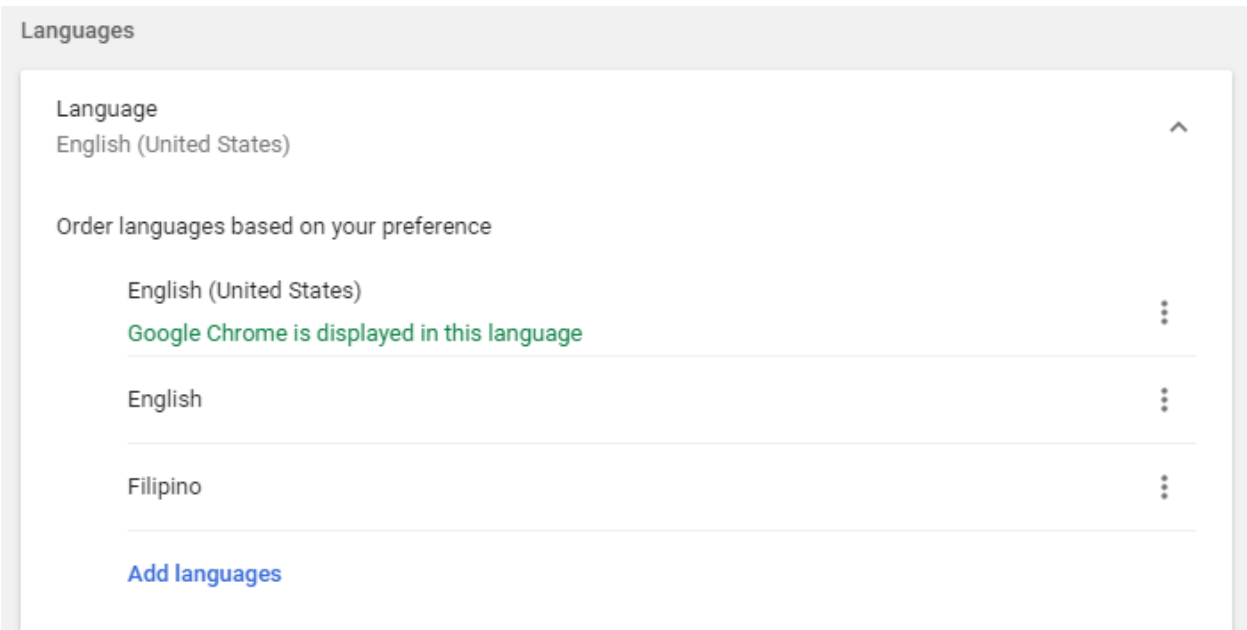 Languages
Language
English (United States)
Order languages based on your preference
English (United States)
Google Chrome is displayed in this language
English
Filipino
Add languages